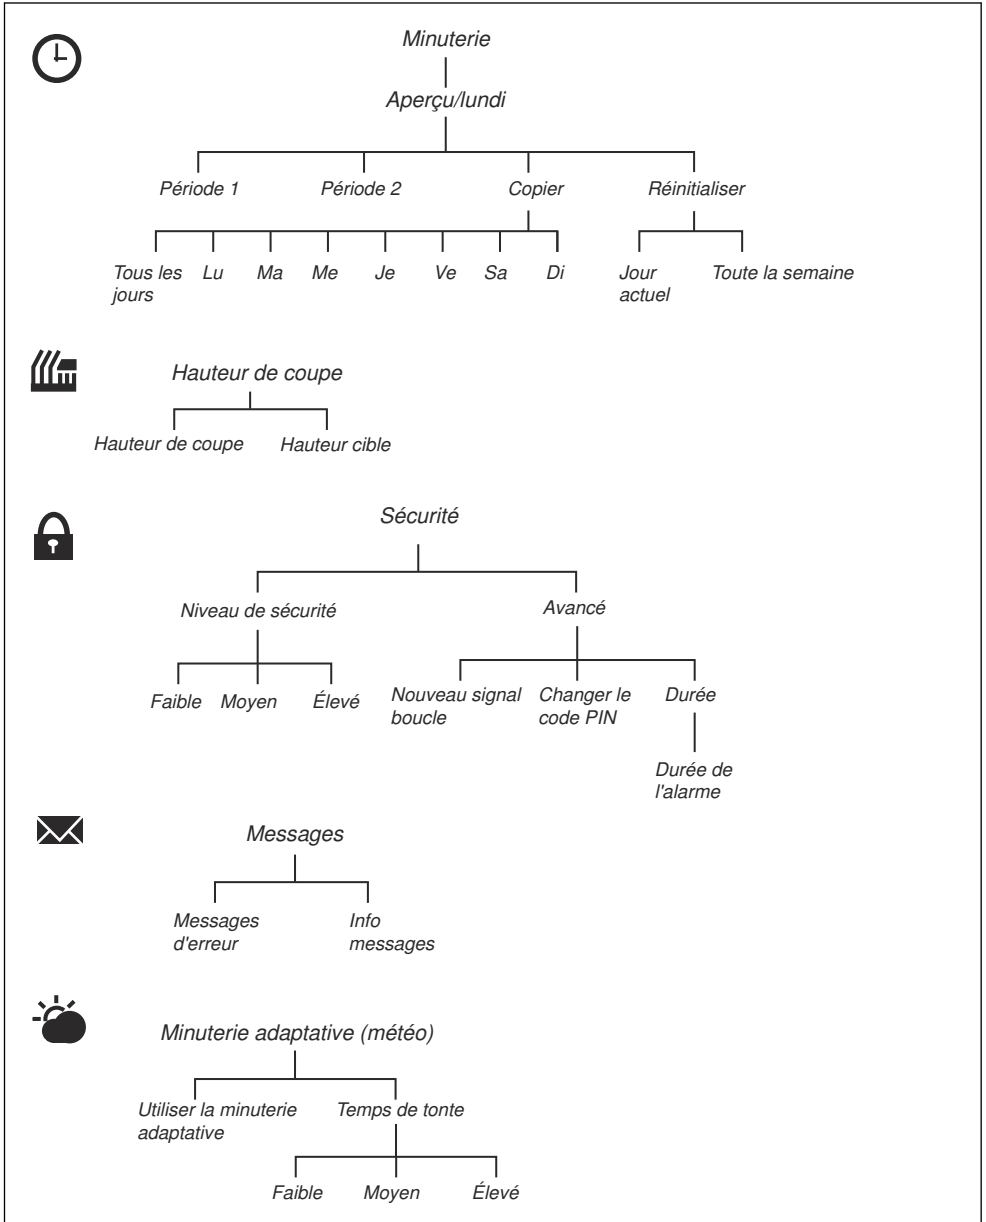 Minuterie
Aperçu/lundi
Période 1
Période 2
Copier
Réinitialiser
Tous les
jours
Lu
Ma
Me
Je
Ve
Sa
Di
Jour
actuel
Toute la semaine
Hauteur de coupe
Hauteur de coupe
Hauteur cible
Sécurité
Niveau de sécurité
Avancé
Faible
Moyen
Élevé
Nouveau signal
boucle
Changer le
code PIN
Durée
Durée de
l'alarme
Messages
Messages
d'erreur
Info
messages
Minuterie adaptative (météo)
Utiliser la minuterie
adaptative
Temps de tonte
Faible
Moyen
Élevé